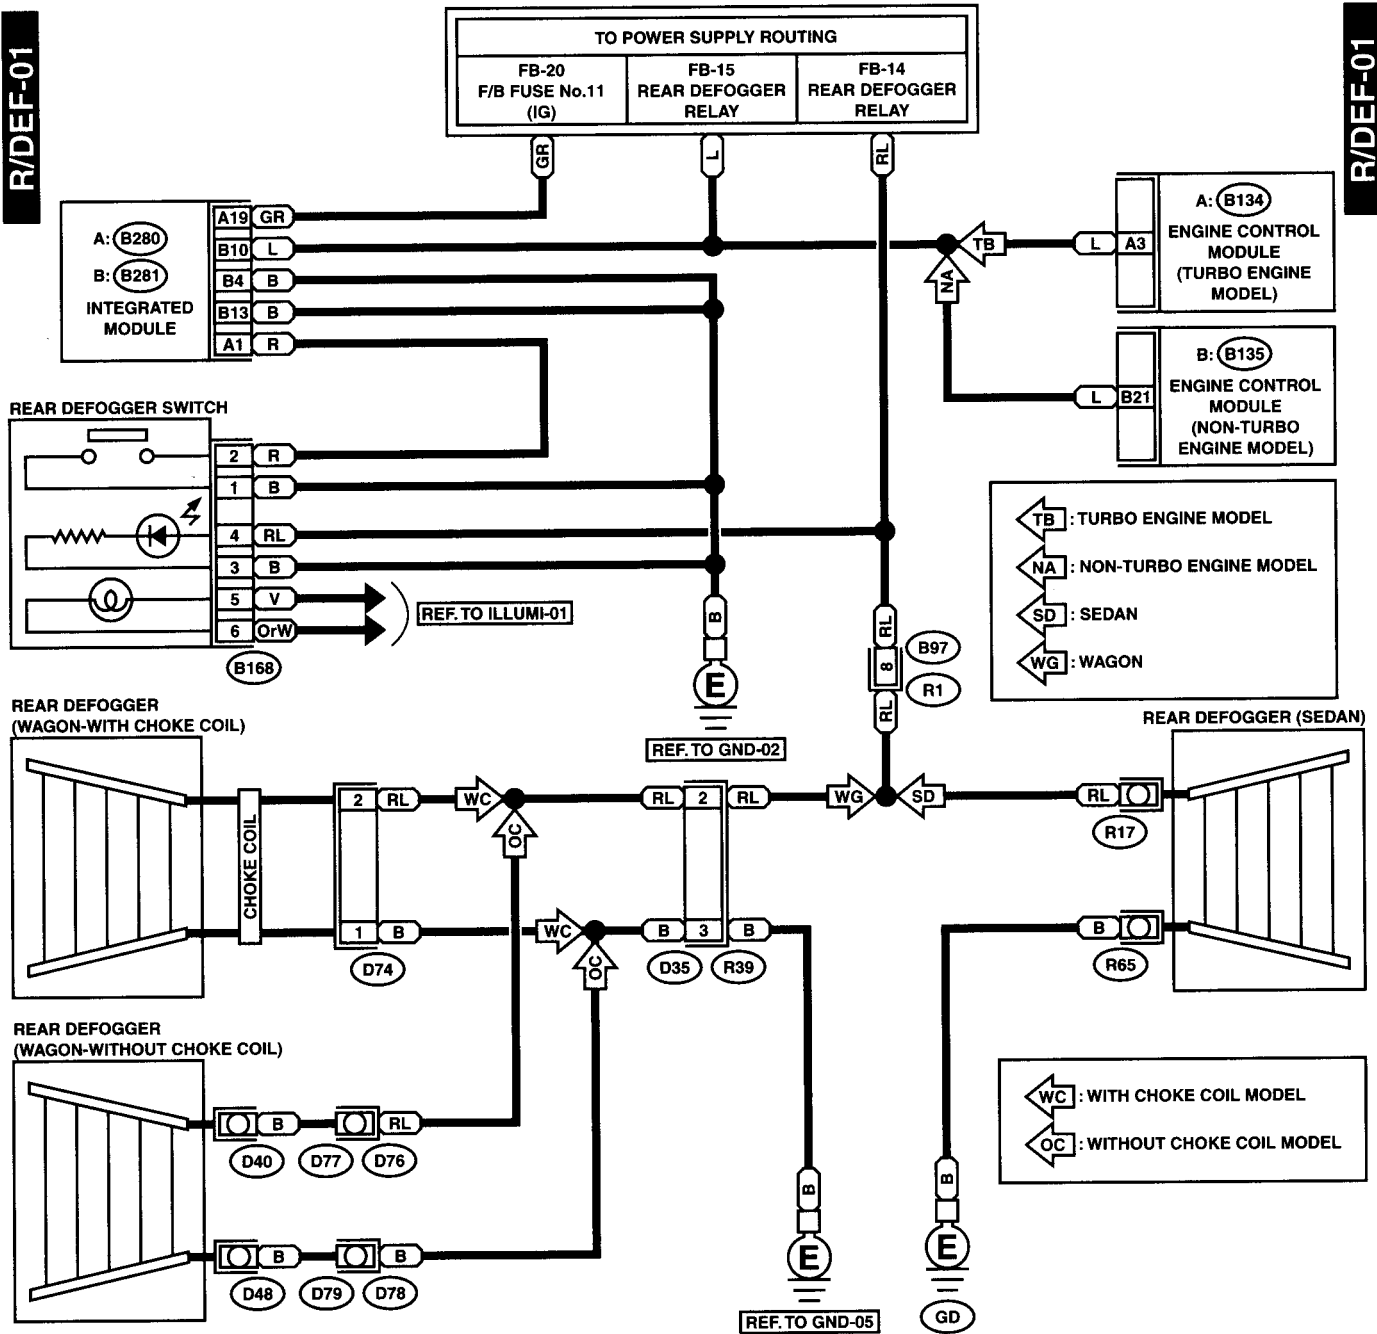 R/DEF-01
R/DEF-01
TO POWER SUPPLY ROUTING
FB-20
F/B FUSE No.11
(IG)
FB-15
REAR DEFOGGER
RELAY
FB-14
REAR DEFOGGER
RELAY
GR
L
RL
A: B280
B: B281
INTEGRATED
MODULE
A19 GR
B10 L
B4 B
B13 B
A1 R
TB
NA
L A3
A: B134
ENGINE CONTROL
MODULE
(TURBO ENGINE
MODEL)
L B21
B: B135
ENGINE CONTROL
MODULE
(NON-TURBO
ENGINE MODEL)
REAR DEFOGGER SWITCH
2 R
1 B
4 RL
3 B
5 V
6 OrW
B168
REF. TO ILLUMI-01
TB : TURBO ENGINE MODEL
NA : NON-TURBO ENGINE MODEL
SD : SEDAN
WG : WAGON
B
E
REF. TO GND-02
RL
8
RL
B97
R1
REAR DEFOGGER
(WAGON-WITH CHOKE COIL)
CHOKE COIL
2 RL
1 B
D74
WC
OC
WC
OC
RL 2 RL
B 3 B
D35
R39
WG
SD
REAR DEFOGGER (SEDAN)
RL
R17
B
R65
REAR DEFOGGER
(WAGON-WITHOUT CHOKE COIL)
B
RL
D40
D77
D76
B
B
D48
D79
D78
B
E
REF. TO GND-05
B
E
GD
WC : WITH CHOKE COIL MODEL
OC : WITHOUT CHOKE COIL MODEL